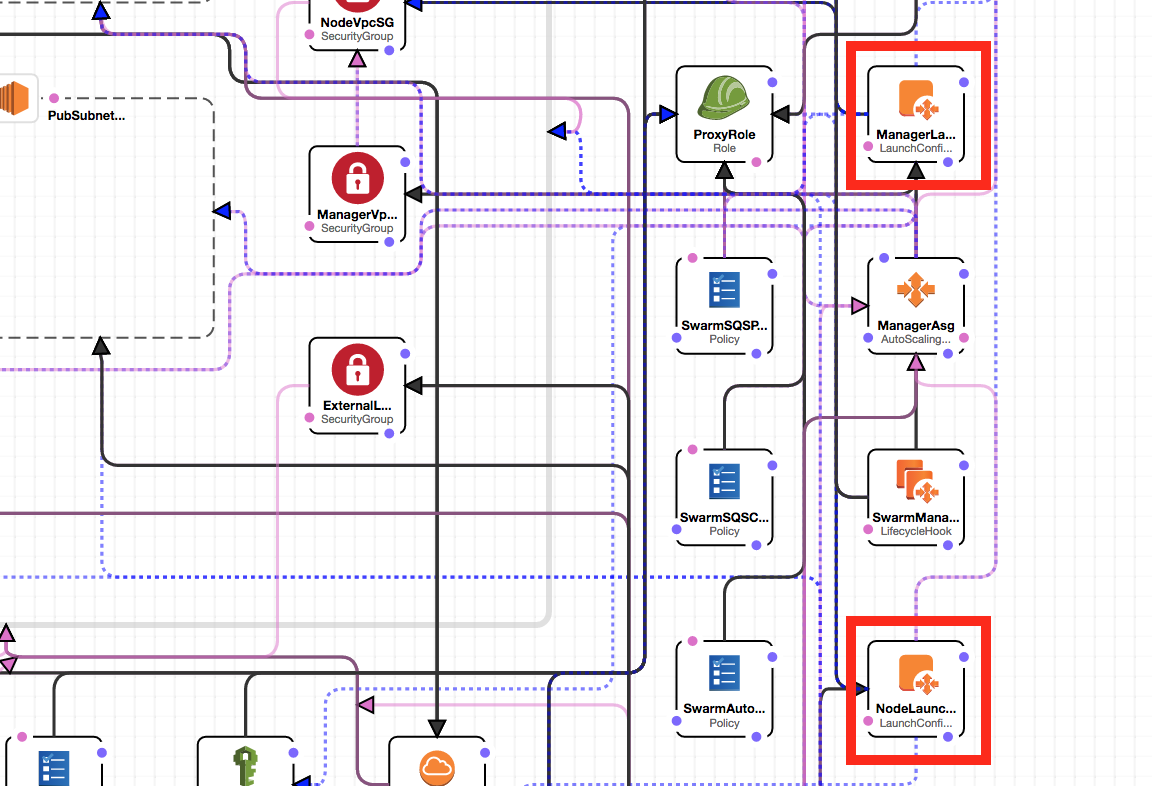 NodeVpcSG
SecurityGroup
PubSubnet...
ProxyRole
Role
ManagerLa...
LaunchConfi...
ManagerVp...
SecurityGroup
SwarmSQSP...
Policy
ManagerAsg
AutoScaling...
ExternalL...
SecurityGroup
SwarmSQSC...
Policy
SwarmMana...
LifecycleHook
SwarmAuto...
Policy
NodeLaunc...
LaunchConfi...